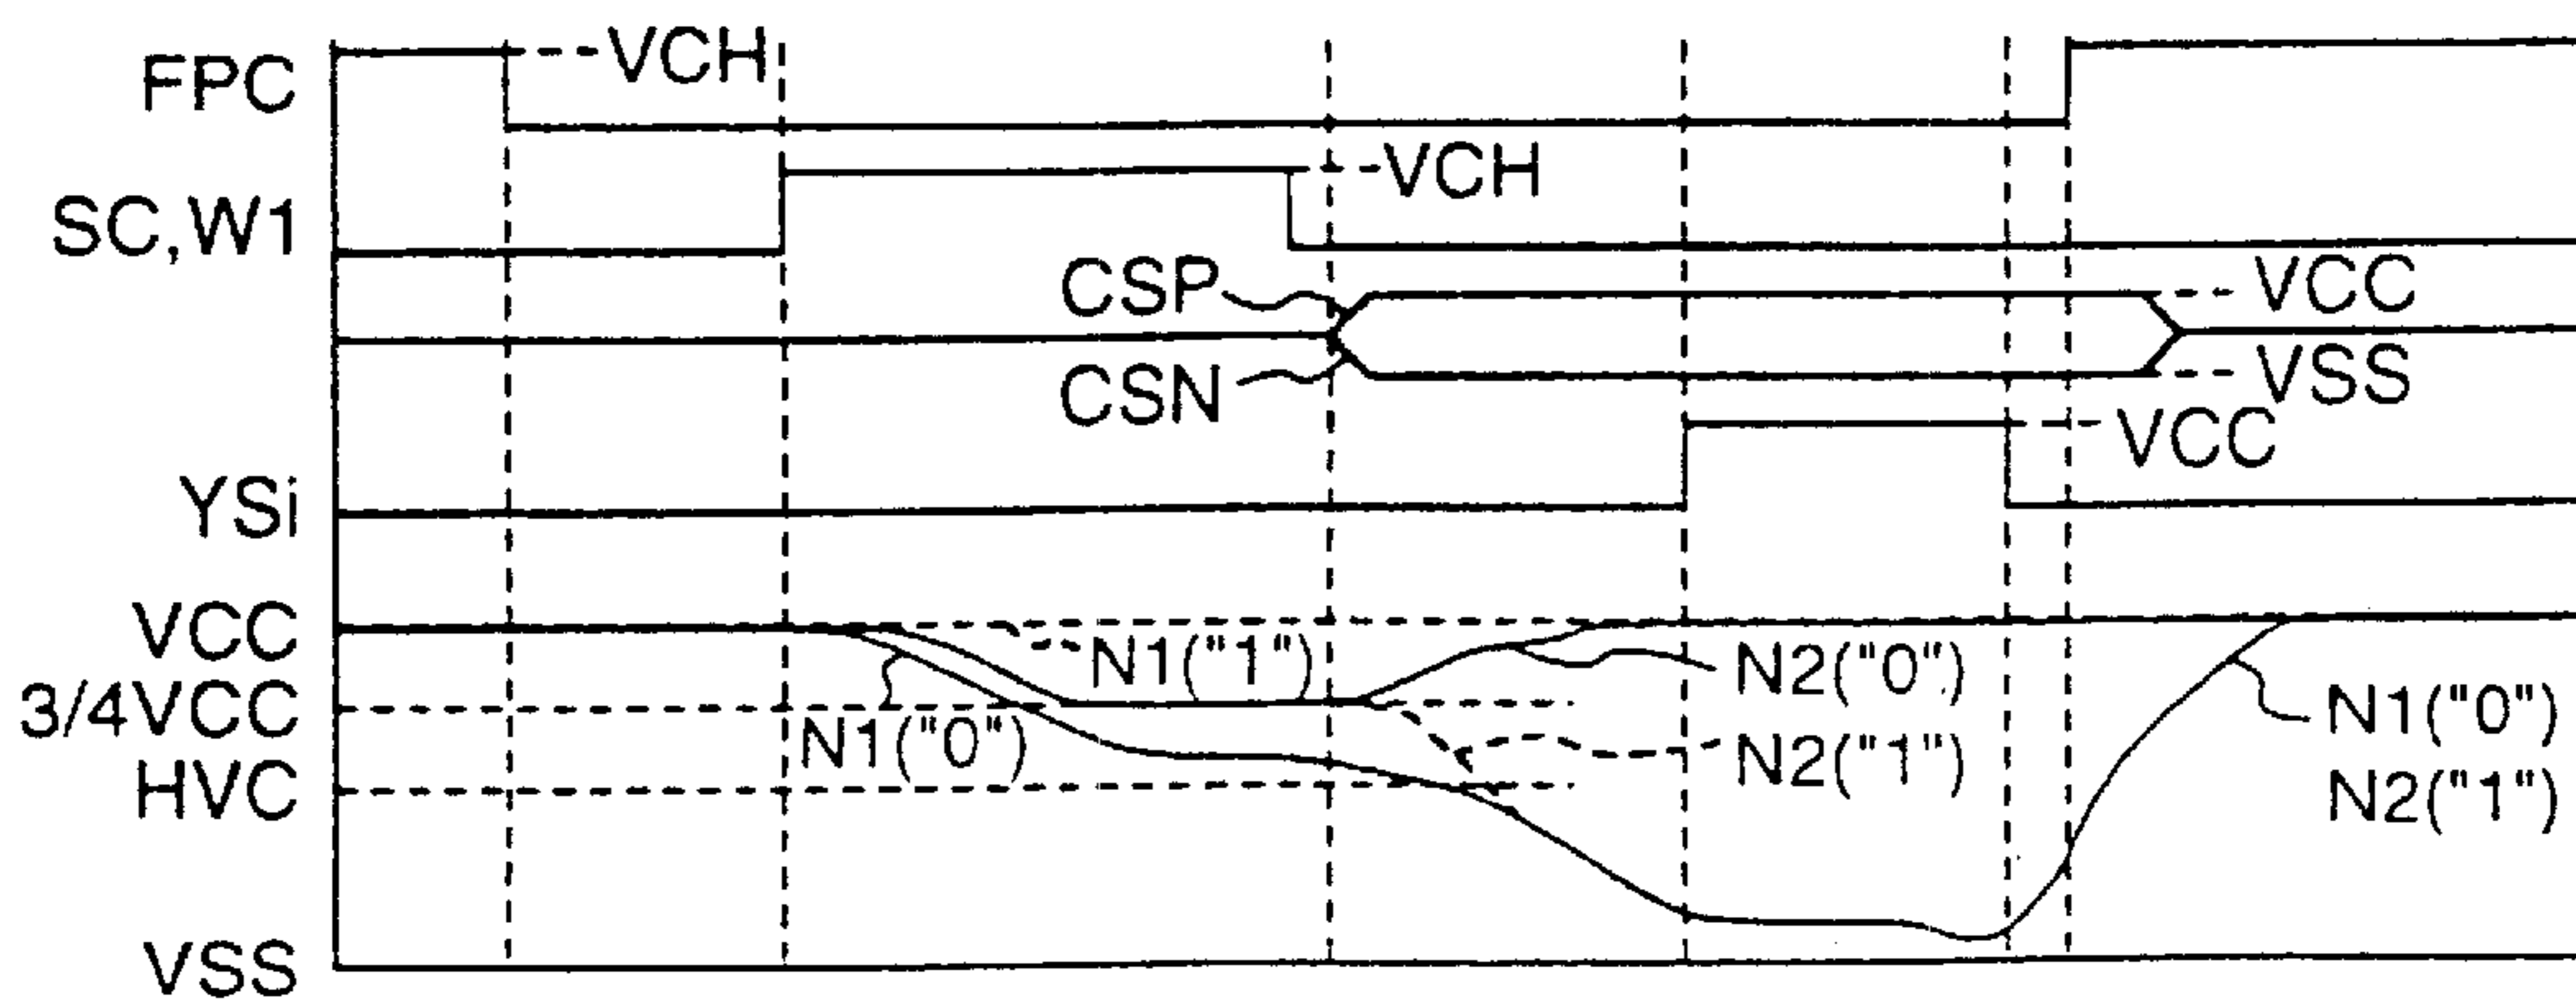 FPC
VCH
SC,W1
VCH
CSP
VCC
CSN
VSS
YSi
VCC
VCC
N1("1")
N2("0")
3/4VCC
N1("0")
N1("0")
HVC
N2("1")
N2("1")
VSS